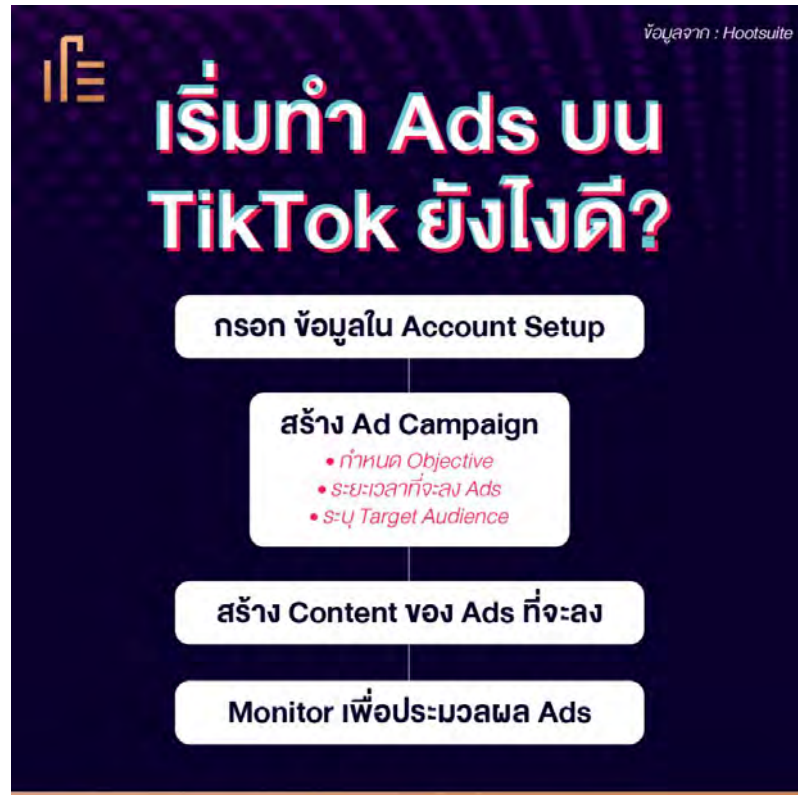 ข้อมูลจาก : Hootsuite
เริ่มทำ Ads บน
TikTok ยังไงดี?
กรอก ข้อมูลใน Account Setup
สร้าง Ad Campaign
• กำหนด Objective
• ระยะเวลาที่จะลง Ads
• ระบุ Target Audience
สร้าง Content ของ Ads ที่จะลง
Monitor เพื่อประมวลผล Ads